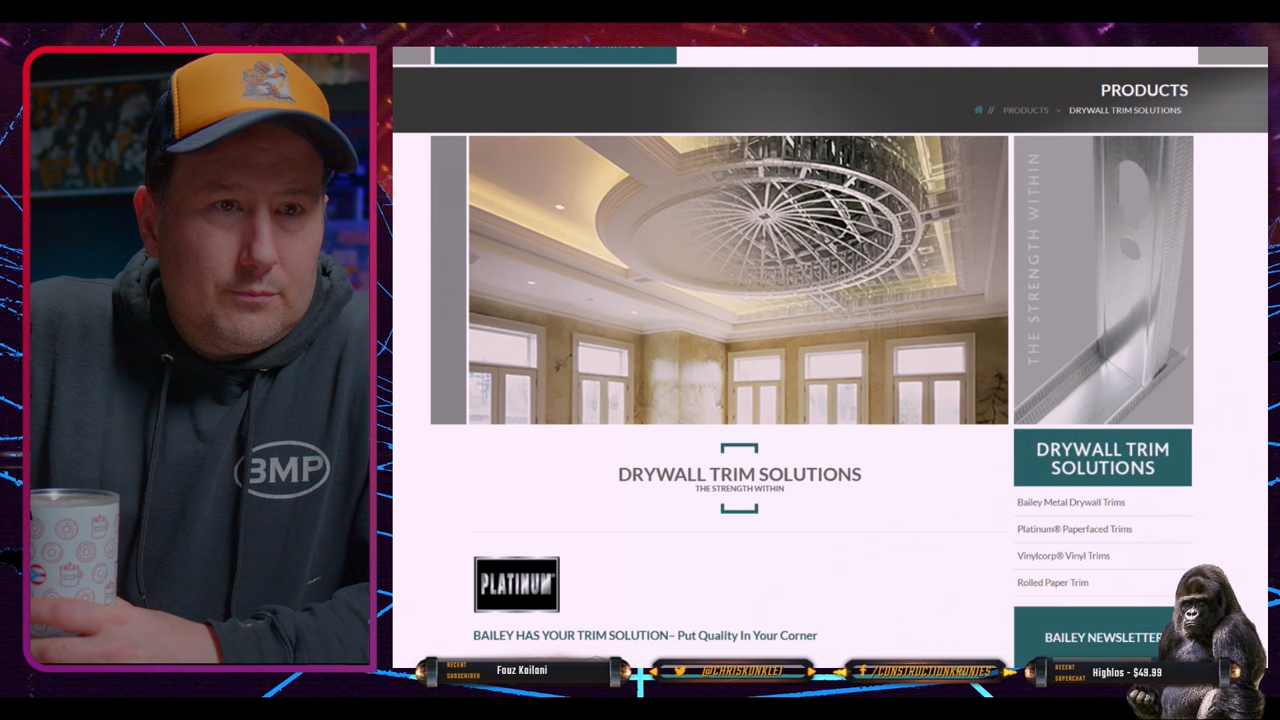 BMP
PRODUCTS
// PRODUCTS DRYWALL TRIM SOLUTIONS
THE STRENGTH WITHIN
DRYWALL TRIM SOLUTIONS
THE STRENGTH WITHIN
PLATINUM
BAILEY HAS YOUR TRIM SOLUTION– Put Quality In Your Corner
DRYWALL TRIM
SOLUTIONS
Bailey Metal Drywall Trims
Platinum® Paperfaced Trims
Vinylcorp® Vinyl Trims
Rolled Paper Trim
BAILEY NEWSLETTER
RECENT
SUBSCRIBER
Fouz Kailani
@CHRISKUNKLE1
/CONSTRUCTIONKRONIES
RECENT
SUPERCHAT
Highlos - $49.99